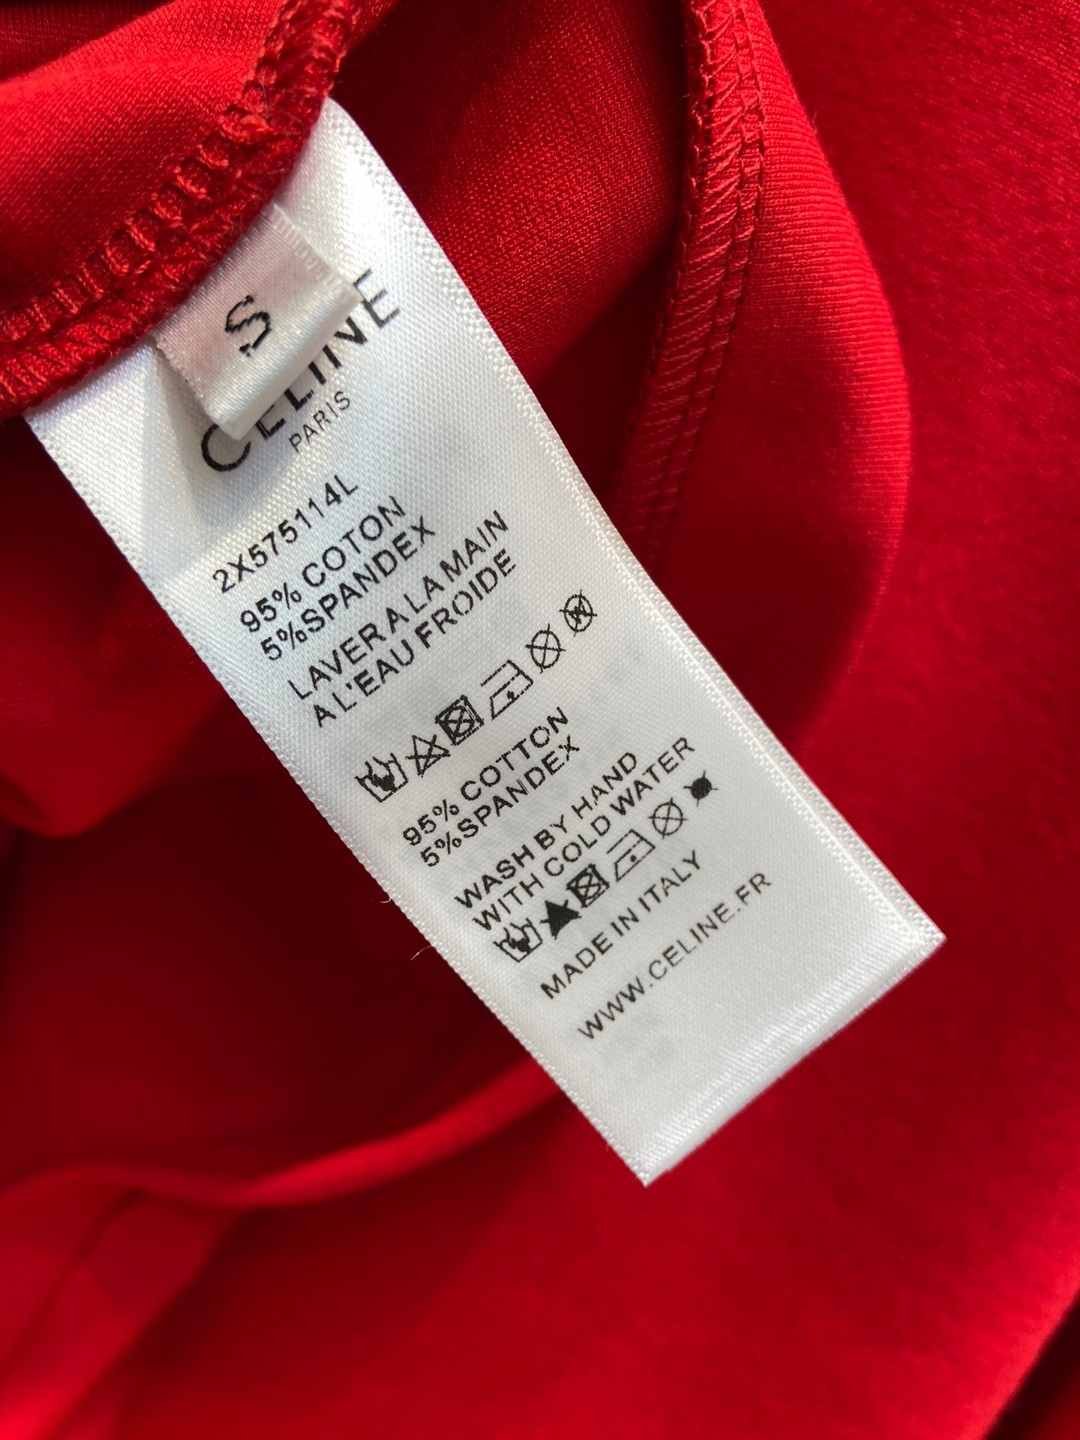 S
CELINE
PARIS
2X575114L
95% COTON
5%SPANDEX
LAVER A LA MAIN
A L'EAU FROIDE
95% COTTON
5%SPANDEX
WASH BY HAND
WITH COLD WATER
MADE IN ITALY
WWW.CELINE.FR